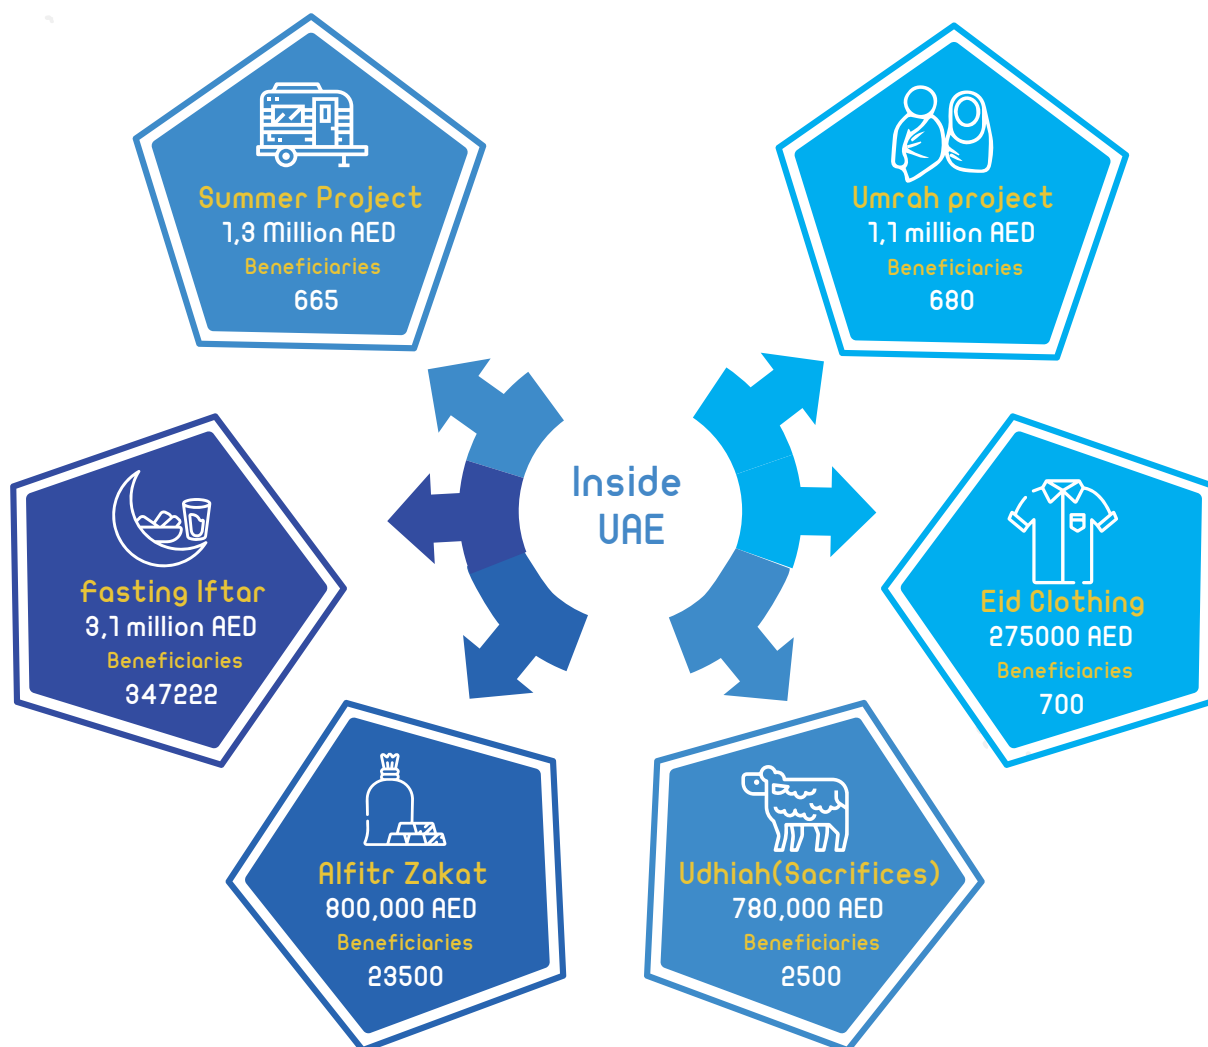 Summer Project
1,3 Million AED
Beneficiaries
665
Umrah project
1,1 million AED
Beneficiaries
680
Inside
UAE
Fasting Iftar
3,1 million AED
Beneficiaries
347222
Eid Clothing
275000 AED
Beneficiaries
700
Alfitr Zakat
800,000 AED
Beneficiaries
23500
Udhiah(Sacrifices)
780,000 AED
Beneficiaries
2500